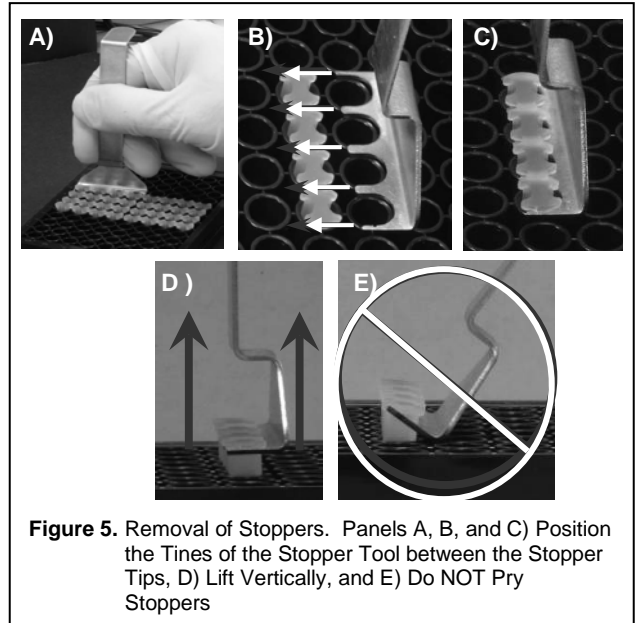 A)
B)
C)
D )
E)
Figure 5. Removal of Stoppers. Panels A, B, and C) Position
the Tines of the Stopper Tool between the Stopper
Tips, D) Lift Vertically, and E) Do NOT Pry
Stoppers